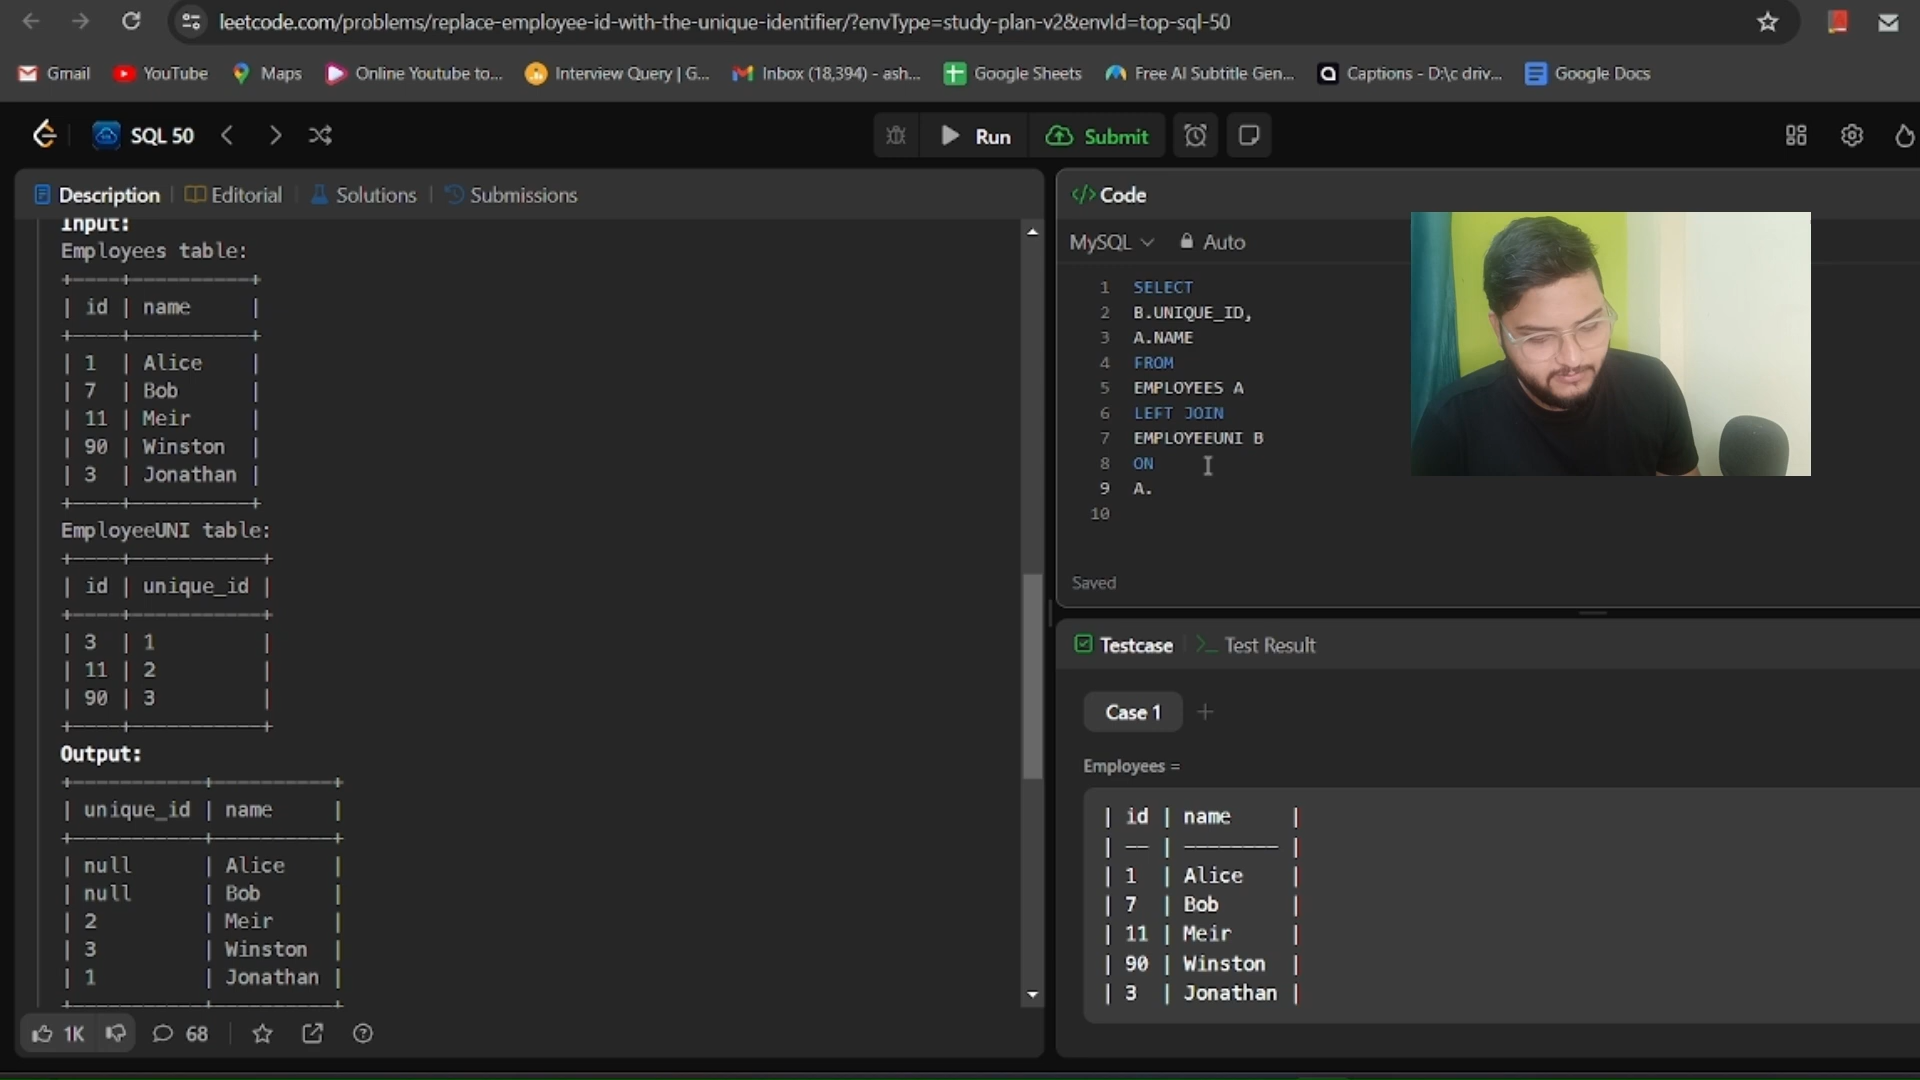 leetcode.com/problems/replace-employee-id-with-the-unique-identifier/?envType=study-plan-v2&envId=top-sql-50
Gmail YouTube Maps Online Youtube to... Interview Query | G... Inbox (18,394) - ash... Google Sheets Free AI Subtitle Gen... Captions - D:\c driv... Google Docs
SQL 50 Run Submit
Description Editorial Solutions Submissions
Input:
Employees table:
+----+----------+
| id | name     |
+----+----------+
| 1  | Alice    |
| 7  | Bob      |
| 11 | Meir     |
| 90 | Winston  |
| 3  | Jonathan |
+----+----------+
EmployeeUNI table:
+----+-----------+
| id | unique_id |
+----+-----------+
| 3  | 1         |
| 11 | 2         |
| 90 | 3         |
+----+-----------+
Output:
+-----------+----------+
| unique_id | name     |
+-----------+----------+
| null      | Alice    |
| null      | Bob      |
| 2         | Meir     |
| 3         | Winston  |
| 1         | Jonathan |
+-----------+----------+
1K 68
</> Code
MySQL Auto
1 SELECT
2 B.UNIQUE_ID,
3 A.NAME
4 FROM
5 EMPLOYEES A
6 LEFT JOIN
7 EMPLOYEEUNI B
8 ON
9 A.
10
Saved
Testcase >_ Test Result
Case 1 +
Employees =
| id | name     |
| -- | -------- |
| 1  | Alice    |
| 7  | Bob      |
| 11 | Meir     |
| 90 | Winston  |
| 3  | Jonathan |